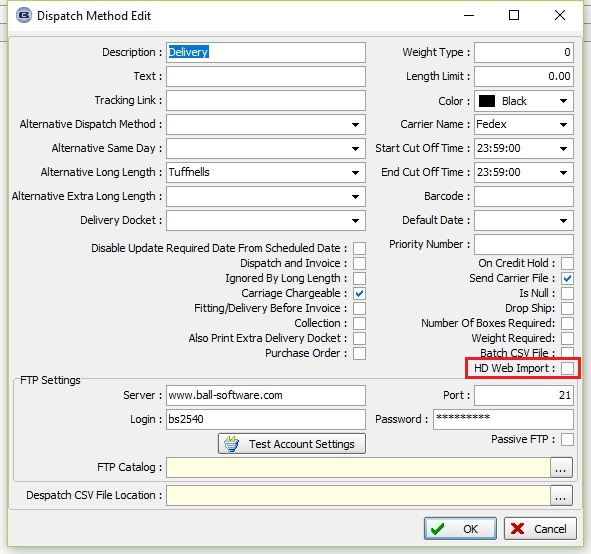 Dispatch Method Edit
Description : Delivery Weight Type : 0
Text : Length Limit : 0.00
Tracking Link : Color : Black
Alternative Dispatch Method : Carrier Name : Fedex
Alternative Same Day : Start Cut Off Time : 23:59:00
Alternative Long Length : Tuffnells End Cut Off Time : 23:59:00
Alternative Extra Long Length : Barcode :
Delivery Docket : Default Date :
Disable Update Required Date From Scheduled Date : Priority Number :
Dispatch and Invoice : On Credit Hold :
Ignored By Long Length : Send Carrier File :
Carriage Chargeable : Is Null :
Fitting/Delivery Before Invoice : Drop Ship:
Collection : Number Of Boxes Required:
Also Print Extra Delivery Docket : Weight Required:
Purchase Order : Batch CSV File :
HD Web Import :
FTP Settings
Server : www.ball-software.com Port : 21
Login : bs2540 Password : *********
Test Account Settings Passive FTP :
FTP Catalog : ...
Despatch CSV File Location : ...
OK Cancel